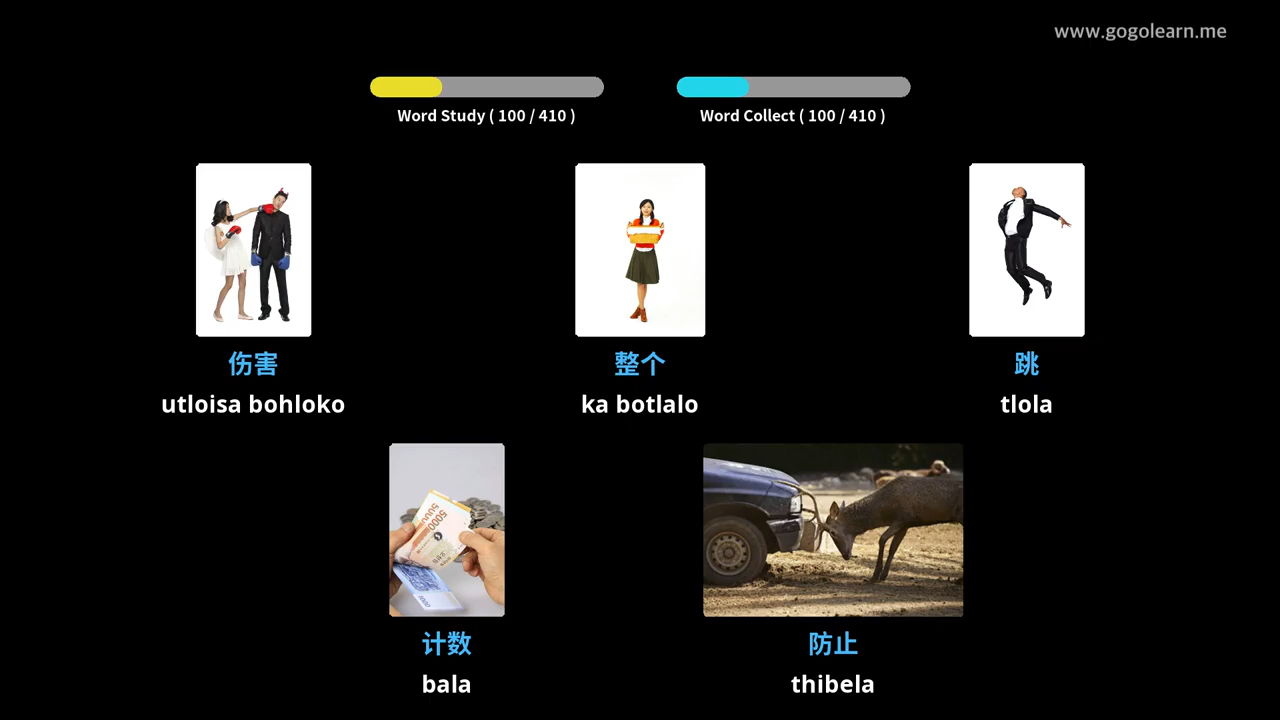 www.gogolearn.me
Word Study ( 100 / 410 )
Word Collect ( 100 / 410 )
伤害
utloisa bohloko
整个
ka botlalo
跳
tlola
5000
计数
bala
防止
thibela